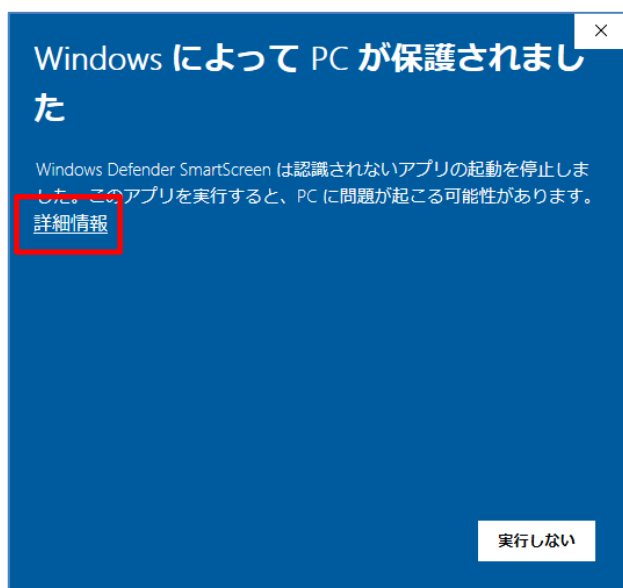 Windows によって PC が保護されまし
た
Windows Defender SmartScreen は認識されないアプリの起動を停止しま
した。このアプリを実行すると、PC に問題が起こる可能性があります。
詳細情報
実行しない